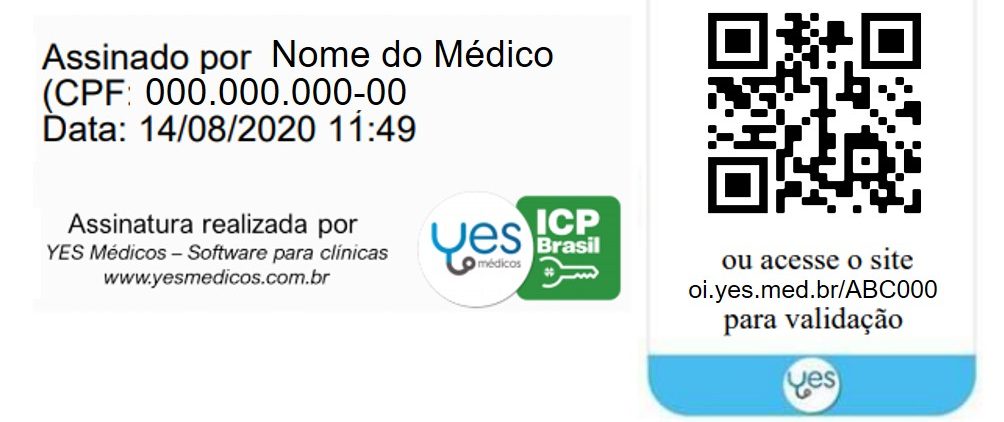 Assinado por Nome do Médico
(CPF: 000.000.000-00
Data: 14/08/2020 11:49
Assinatura realizada por
YES Médicos – Software para clínicas
www.yesmedicos.com.br
yes
médicos
ICP
Brasil
ou acesse o site
oi.yes.med.br/ABC000
para validação
yes